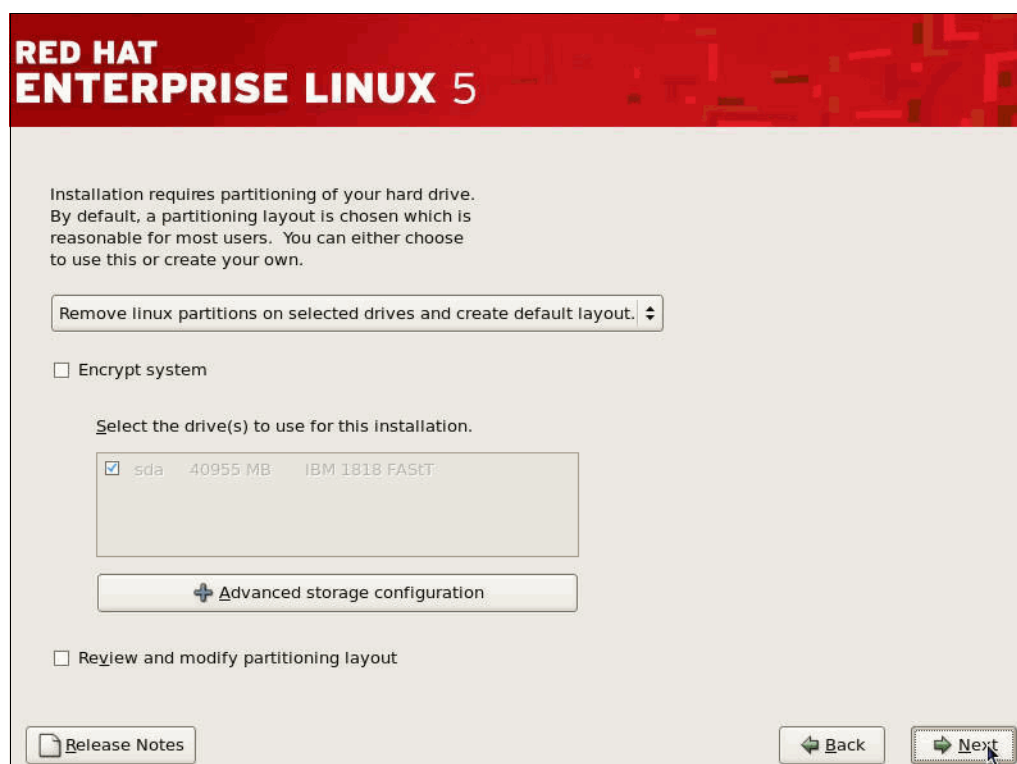 RED HAT
ENTERPRISE LINUX 5
Installation requires partitioning of your hard drive.
By default, a partitioning layout is chosen which is
reasonable for most users.  You can either choose
to use this or create your own.
Remove linux partitions on selected drives and create default layout.
Encrypt system
Select the drive(s) to use for this installation.
sda 40955 MB IBM 1818 FAStT
Advanced storage configuration
Review and modify partitioning layout
Release Notes
Back
Next